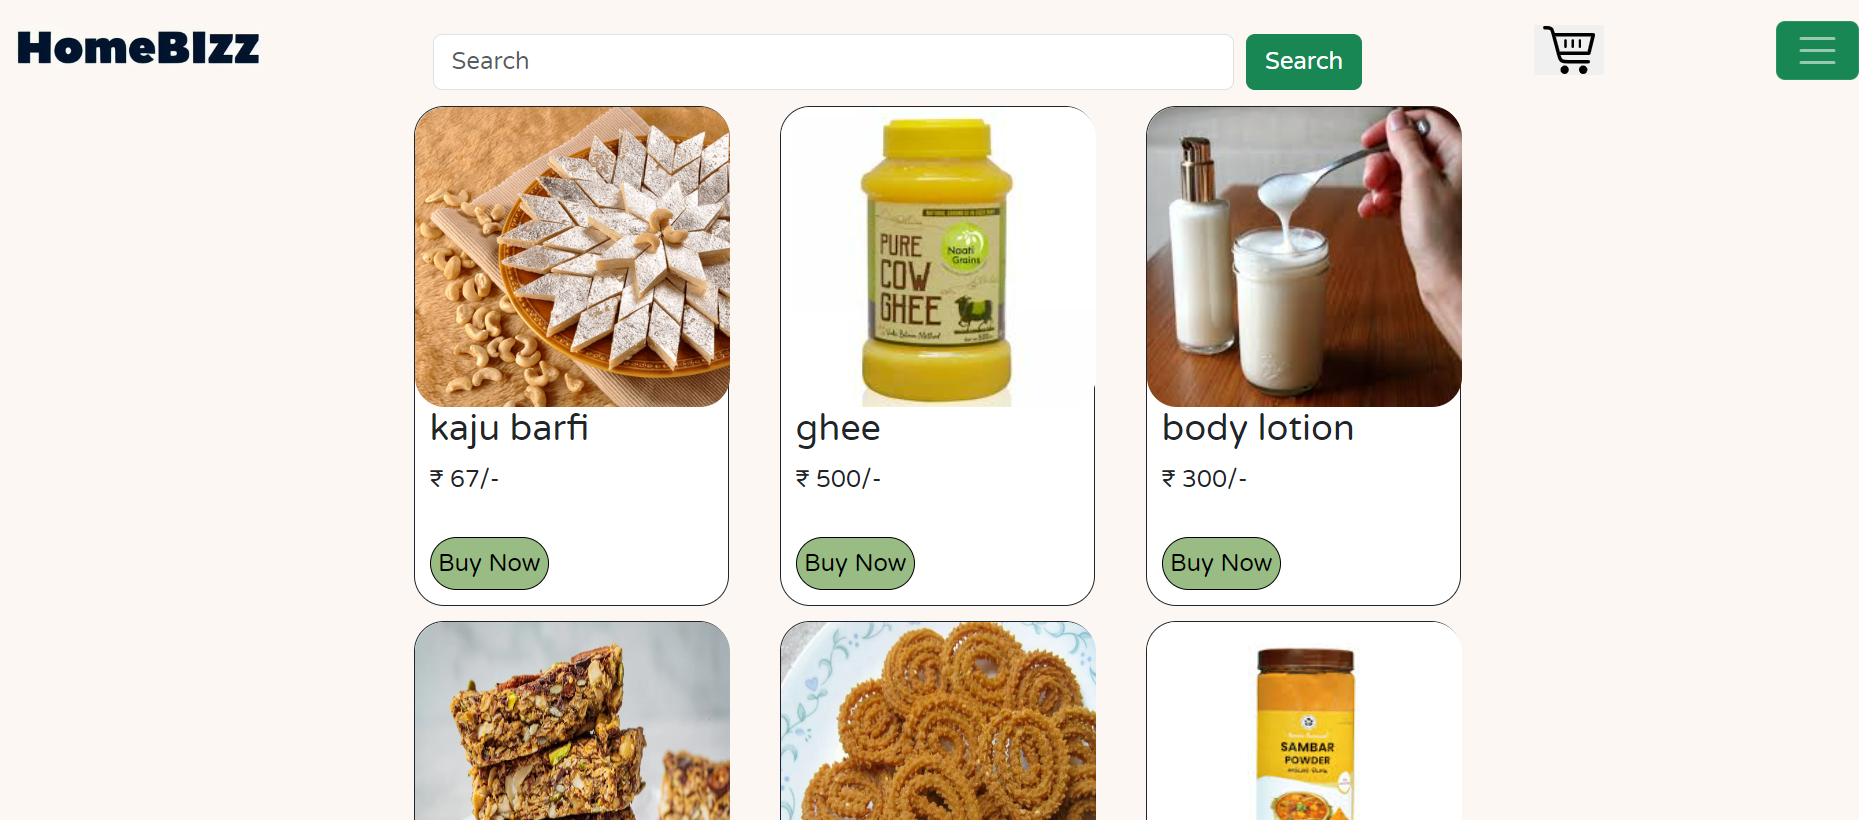 HomeBIzz
Search
Search
PURE
COW
GHEE
Naati
Grains
kaju barfi
₹ 67/-
Buy Now
ghee
₹ 500/-
Buy Now
body lotion
₹ 300/-
Buy Now
SAMBAR
POWDER